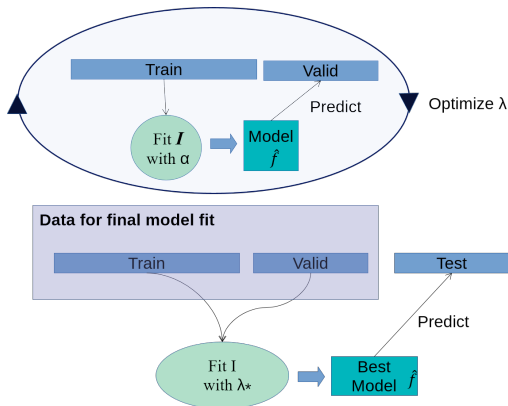 Train
Valid
Predict
Optimize λ
Fit I
with α
Model
f̂
Data for final model fit
Train
Valid
Test
Predict
Fit I
with λ*
Best
Model f̂